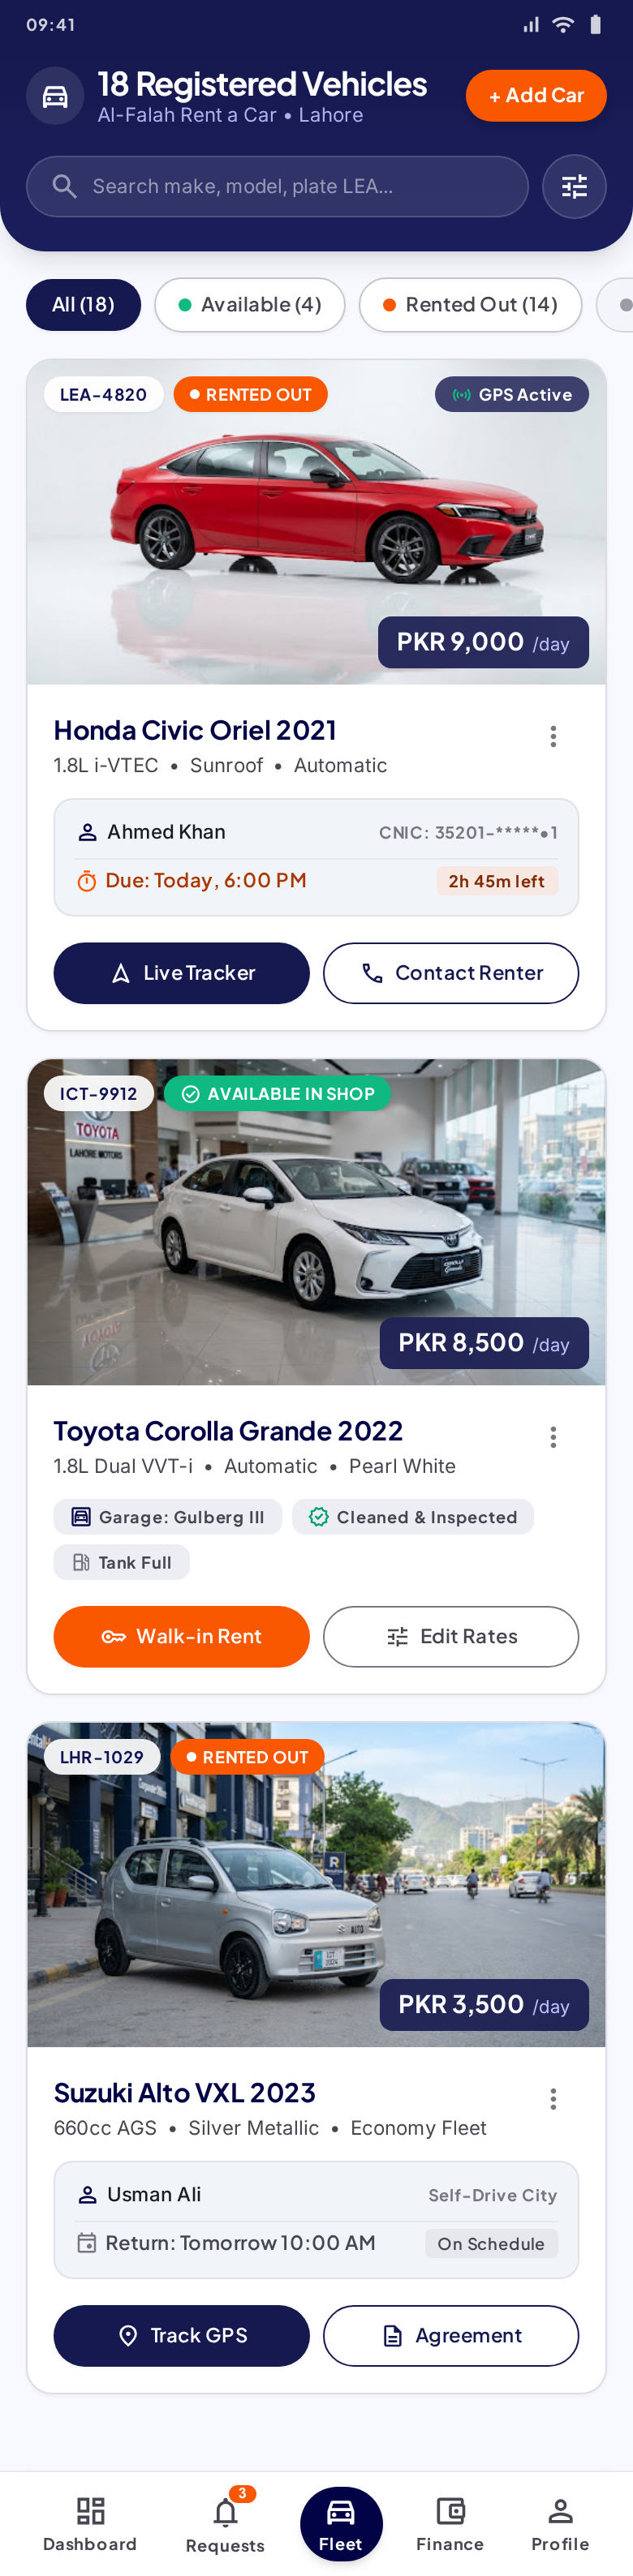 09:41
18 Registered Vehicles
Al-Falah Rent a Car • Lahore
+ Add Car
Search make, model, plate LEA...
All (18)
Available (4)
Rented Out (14)
LEA-4820
RENTED OUT
GPS Active
PKR 9,000 /day
Honda Civic Oriel 2021
1.8L i-VTEC • Sunroof • Automatic
Ahmed Khan
CNIC: 35201-*****•1
Due: Today, 6:00 PM
2h 45m left
Live Tracker
Contact Renter
ICT-9912
AVAILABLE IN SHOP
TOYOTA
LAHORE MOTORS
PKR 8,500 /day
Toyota Corolla Grande 2022
1.8L Dual VVT-i • Automatic • Pearl White
Garage: Gulberg III
Cleaned & Inspected
Tank Full
Walk-in Rent
Edit Rates
LHR-1029
RENTED OUT
ALTO
PKR 3,500 /day
Suzuki Alto VXL 2023
660cc AGS • Silver Metallic • Economy Fleet
Usman Ali
Self-Drive City
Return: Tomorrow 10:00 AM
On Schedule
Track GPS
Agreement
Dashboard
3
Requests
Fleet
Finance
Profile